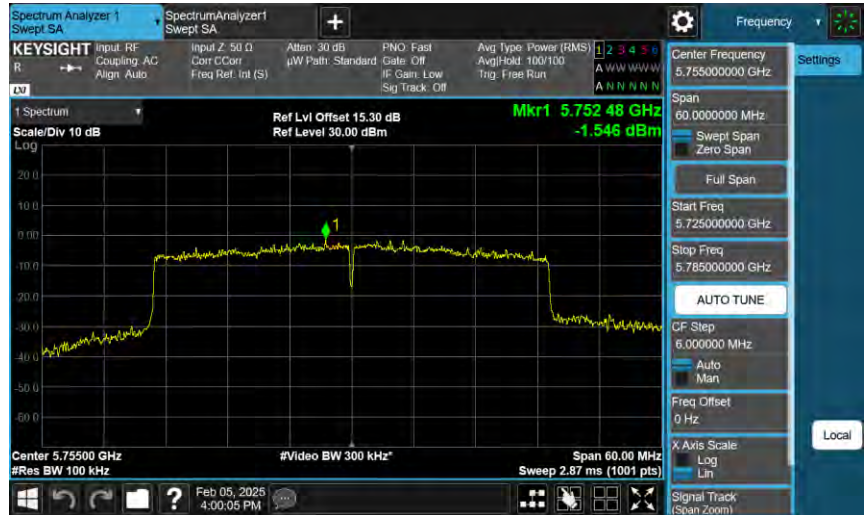 Spectrum Analyzer 1
Swept SA
SpectrumAnalyzer1
Swept SA
+
Frequency
KEYSIGHT
R
LXI
Input: RF
Coupling: AC
Align: Auto
Input Z: 50 Ω
Corr CCorr
Freq Ref: Int (S)
Atten: 30 dB
µW Path: Standard
PNO: Fast
Gate: Off
IF Gain: Low
Sig Track: Off
Avg Type: Power (RMS)
Avg|Hold: 100/100
Trig: Free Run
1 2 3 4 5 6
A W W W W W
A N N N N N
1 Spectrum
Scale/Div 10 dB
Log
Ref Lvl Offset 15.30 dB
Ref Level 30.00 dBm
Mkr1 5.752 48 GHz
-1.546 dBm
20.0
10.0
0.00
-10.0
-20.0
-30.0
-40.0
-50.0
-60.0
1
Center 5.75500 GHz
#Res BW 100 kHz
#Video BW 300 kHz*
Span 60.00 MHz
Sweep 2.87 ms (1001 pts)
Feb 05, 2025
4:00:05 PM
?
Center Frequency
5.755000000 GHz
Span
60.0000000 MHz
Swept Span
Zero Span
Full Span
Start Freq
5.725000000 GHz
Stop Freq
5.785000000 GHz
AUTO TUNE
CF Step
6.000000 MHz
Auto
Man
Freq Offset
0 Hz
X Axis Scale
Log
Lin
Signal Track
(Span Zoom)
Settings
Local